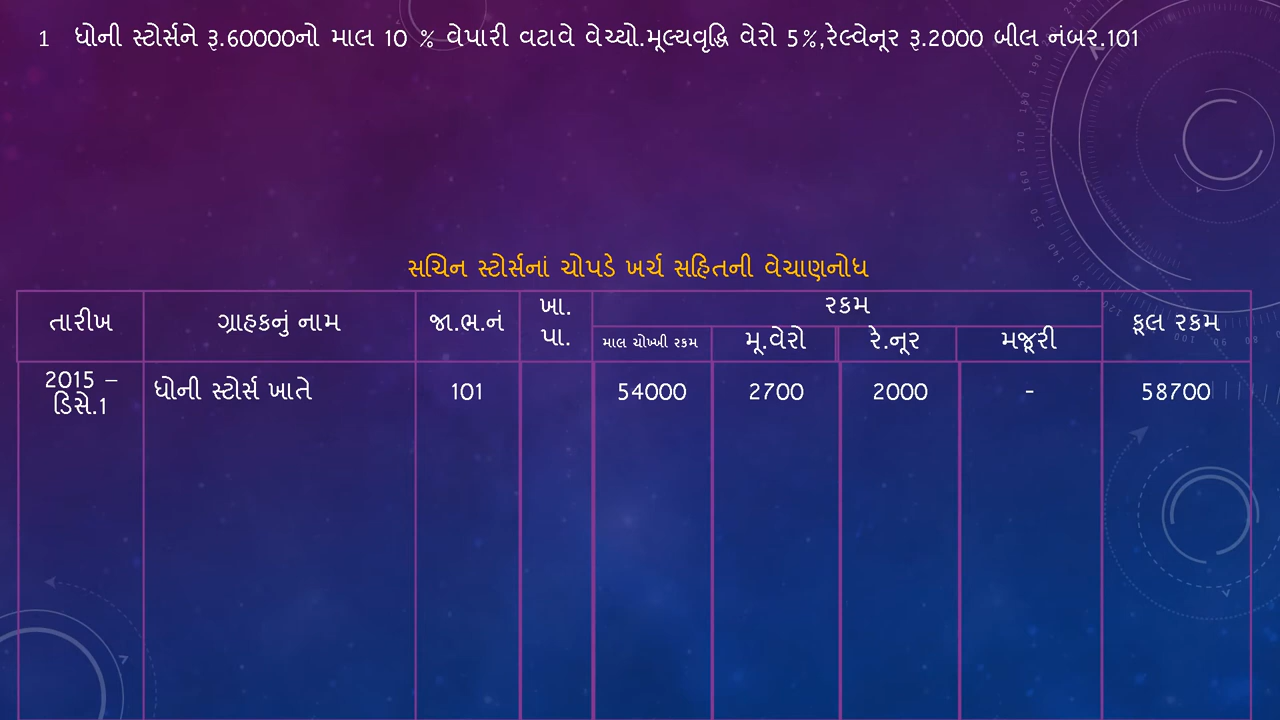 1 ધોની સ્ટોર્સને રૂ.60000નો માલ 10 % વેપારી વટાવે વેચ્યો.મૂલ્યવૃદ્ધિ વેરો 5%,રેલ્વેનૂર રૂ.2000 બીલ નંબર.101
સચિન સ્ટોર્સનાં ચોપડે ખર્ચ સહિતની વેચાણનોધ
તારીખ ગ્રાહકનું નામ જા.ભ.નં ખા. પા. રકમ ફૂલ રકમ
માલ ચોખ્ખી રકમ મૂ.વેરો રે.નૂર મજૂરી
2015 – ધોની સ્ટોર્સ ખાતે 101 54000 2700 2000 - 58700
ડિસે.1